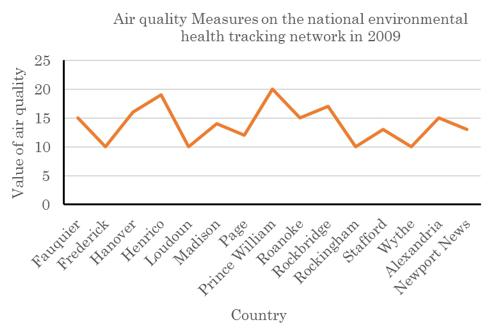 Air quality Measures on the national environmental
health tracking network in 2009
Value of air quality
25
20
15
10
5
0
Fauquier
Frederick
Hanover
Henrico
Loudoun
Madison
Page
Prince William
Roanoke
Rockbridge
Rockingham
Stafford
Wythe
Alexandria
Newport News
Country